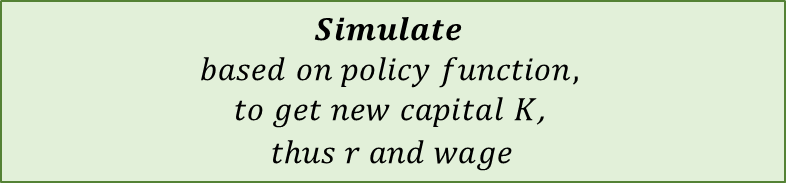 Simulate
based on policy function,
to get new capital K,
thus r and wage